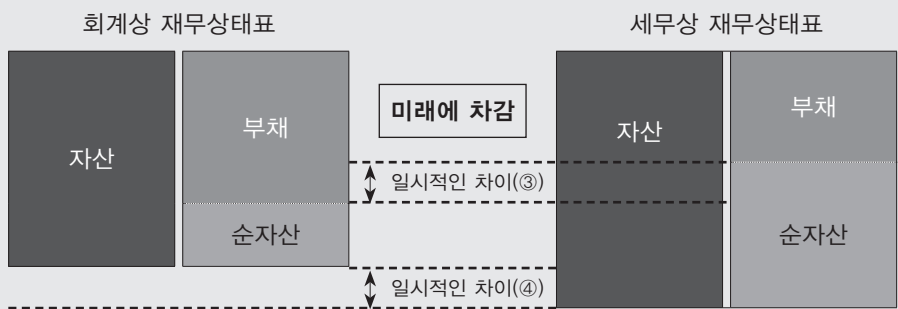 회계상 재무상태표
세무상 재무상태표
자산
부채
순자산
미래에 차감
일시적인 차이(③)
일시적인 차이(④)
자산
부채
순자산